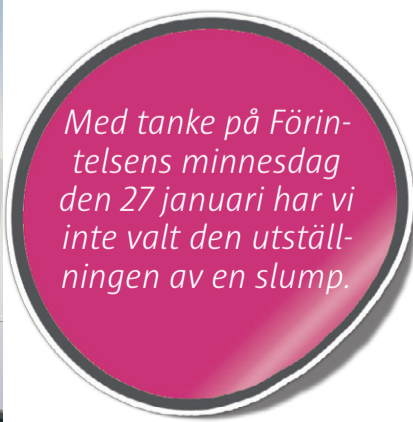 Med tanke på Förin-
telsens minnesdag
den 27 januari har vi
inte valt den utställ-
ningen av en slump.